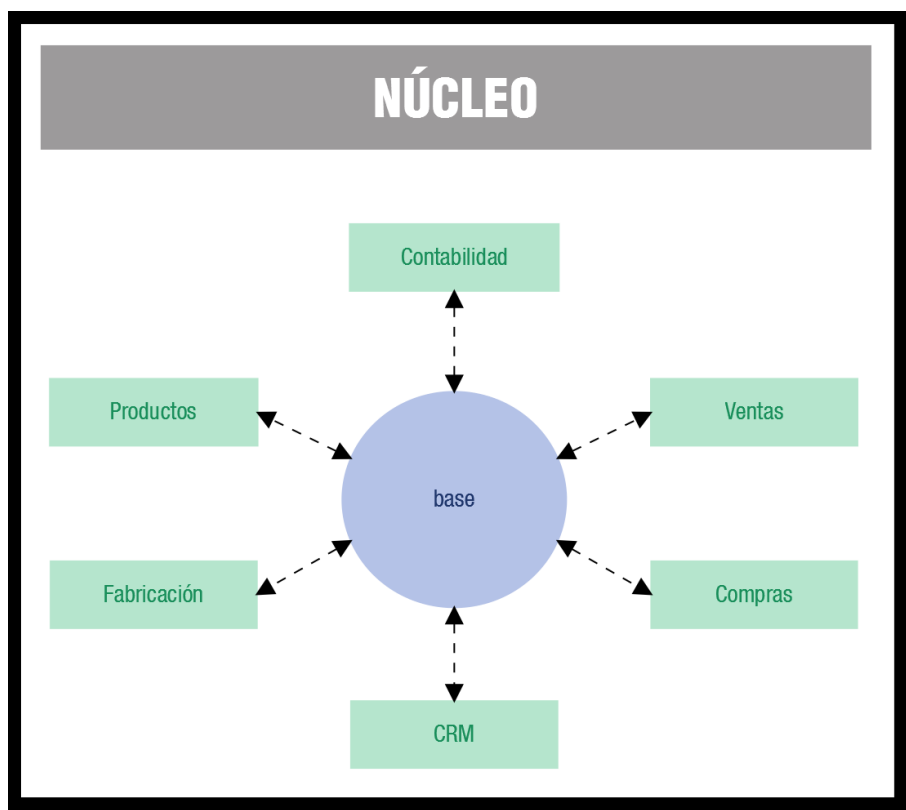 NÚCLEO
Contabilidad
Productos
Ventas
base
Fabricación
Compras
CRM